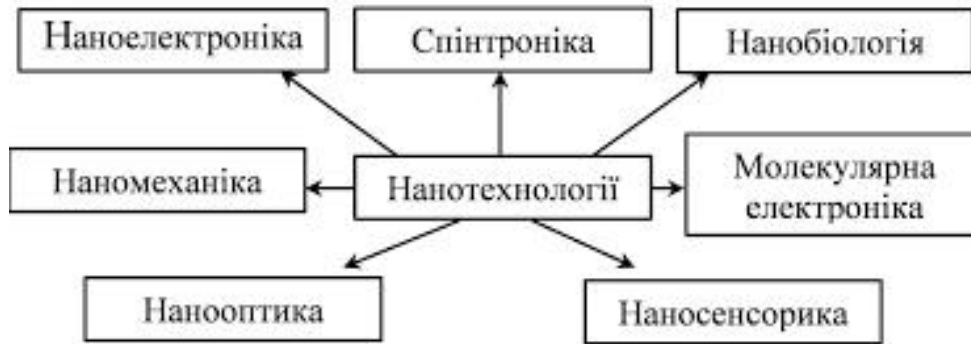 Наноелектроніка
Спінтроніка
Нанобіологія
Наномеханіка
Нанотехнології
Молекулярна
електроніка
Нанооптика
Наносенсорика